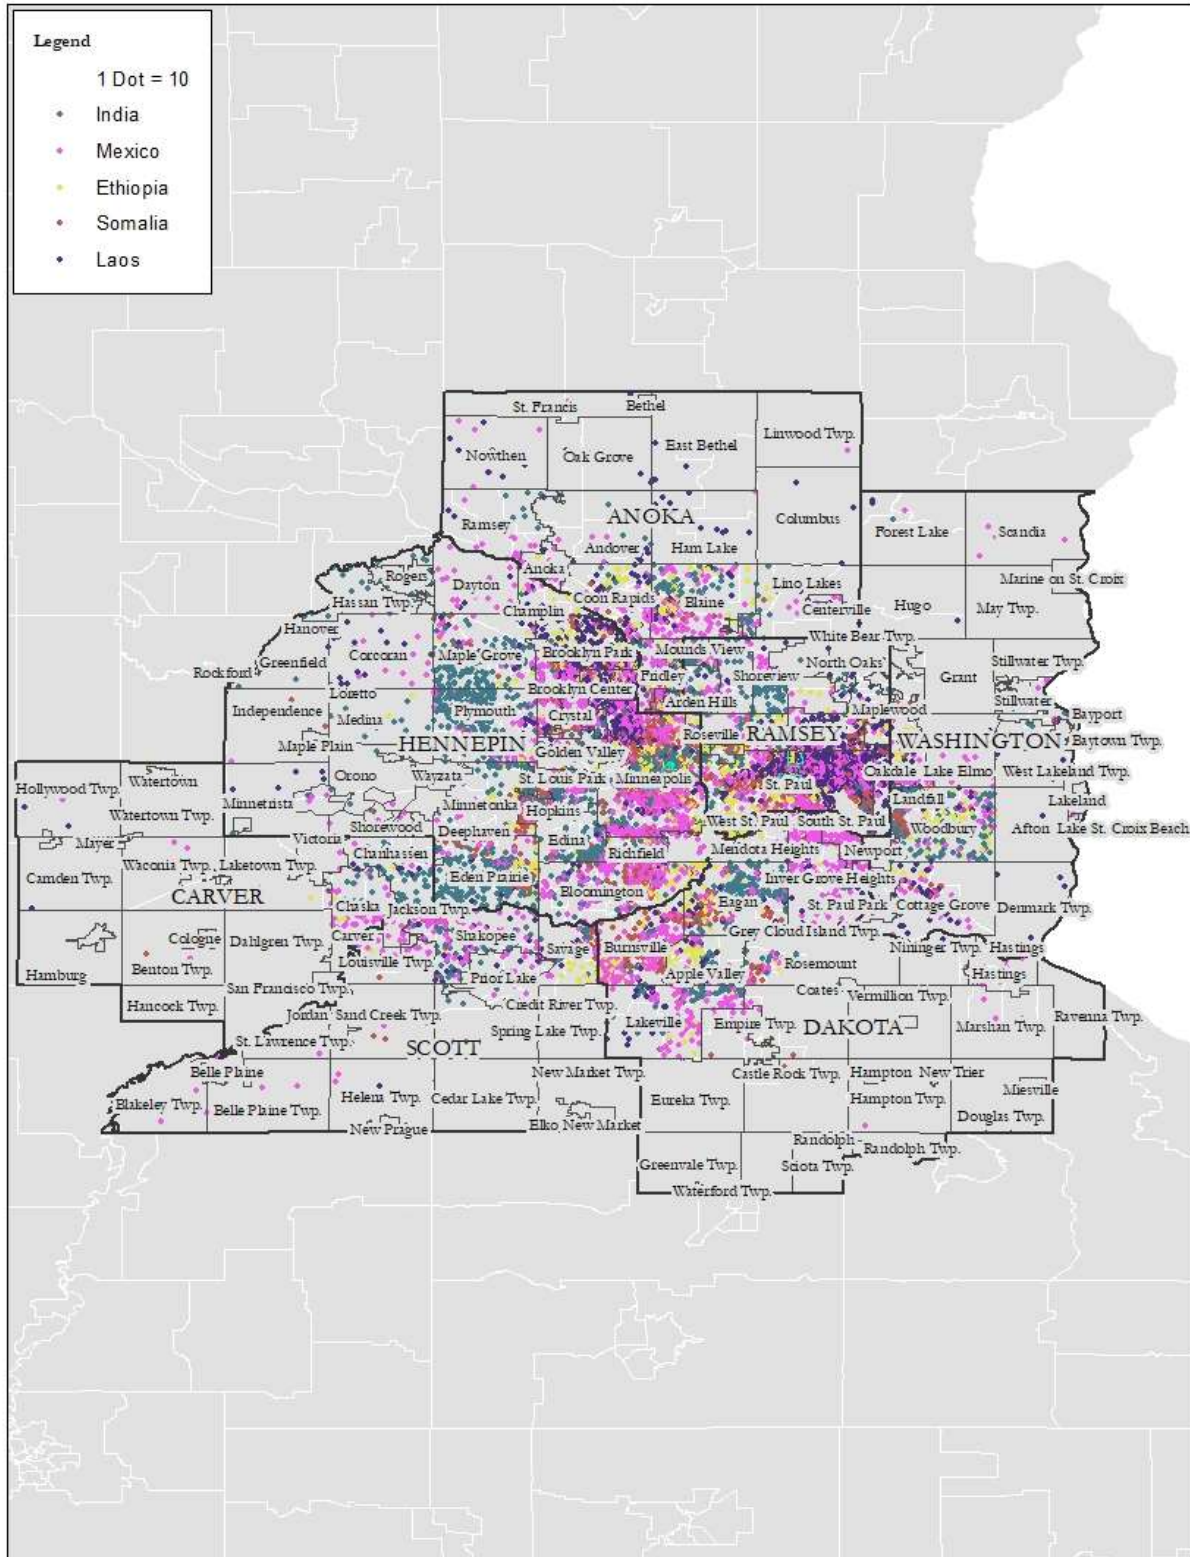 Legend
1 Dot = 10
India
Mexico
Ethiopia
Somalia
Laos
St. Francis
Bethel
Nowthen
Oak Grove
East Bethel
Linwood Twp.
Ramsey
ANOKA
Columbus
Forest Lake
Scandia
Andover
Ham Lake
Anoka
Rogers
Dayton
Hassan Twp.
Champlin
Coon Rapids
Blaine
Lino Lakes
Centerville
Hugo
Marine on St. Croix
May Twp.
Hanover
Corcoran
Maple Grove
Brooklyn Park
Mounds View
White Bear Twp.
Greenfield
Rockford
Fridley
Shoreview
North Oaks
Grant
Stillwater Twp.
Stillwater
Loretto
Brooklyn Center
Arden Hills
Maplewood
Independence
Medina
Plymouth
Crystal
Bayport
Maple Plain
HENNEPIN
Golden Valley
Roseville
RAMSEY
WASHINGTON
Baytown Twp.
Orono
Wayzata
St. Louis Park
Minneapolis
St. Paul
Oakdale
Lake Elmo
West Lakeland Twp.
Hollywood Twp.
Watertown
Watertown Twp.
Minnetrista
Minnetonka
Hopkins
Landfall
Lakeland
Shorewood
Deephaven
West St. Paul
South St. Paul
Woodbury
Afton
Lake St. Croix Beach
Mayer
Victoria
Edina
Richfield
Mendota Heights
Newport
Camden Twp.
Waconia Twp.
Laketown Twp.
Chanhassen
Eden Prairie
Inver Grove Heights
CARVER
Bloomington
Eagan
Chaska
Jackson Twp.
St. Paul Park
Cottage Grove
Denmark Twp.
Cologne
Dahlgren Twp.
Carver
Shakopee
Grey Cloud Island Twp.
Louisville Twp.
Savage
Burnsville
Nininger Twp.
Hastings
Hamburg
Benton Twp.
Prior Lake
Apple Valley
Rosemount
Hastings
San Francisco Twp.
Coates
Vermillion Twp.
Hancock Twp.
Jordan
Sand Creek Twp.
Credit River Twp.
Spring Lake Twp.
Lakeville
Empire Twp.
DAKOTA
Marshan Twp.
Ravenna Twp.
St. Lawrence Twp.
SCOTT
Belle Plaine
New Market Twp.
Castle Rock Twp.
Hampton
New Trier
Miesville
Blakeley Twp.
Belle Plaine Twp.
Helena Twp.
Cedar Lake Twp.
Eureka Twp.
Hampton Twp.
Douglas Twp.
New Prague
Elko New Market
Randolph
Randolph Twp.
Greenvale Twp.
Sciota Twp.
Waterford Twp.